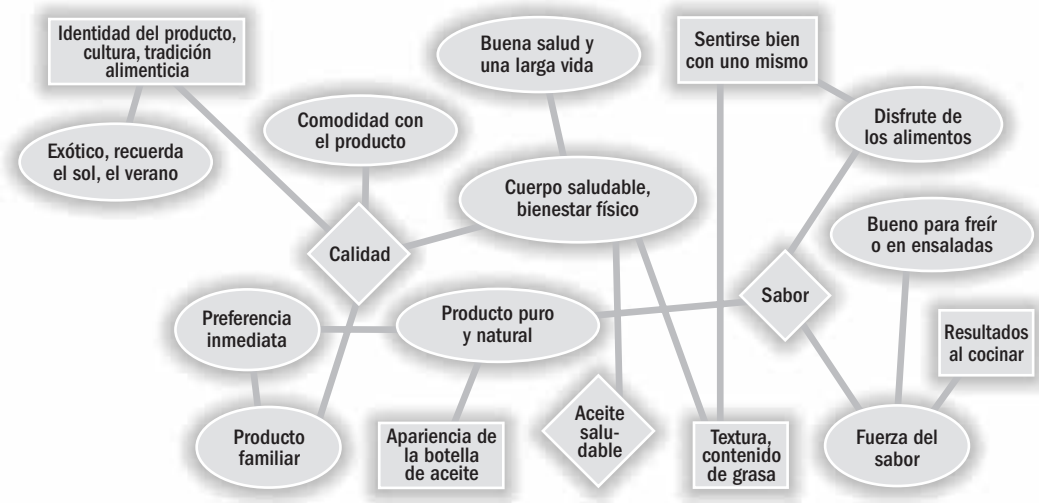 Identidad del producto,
cultura, tradición
alimenticia
Buena salud y
una larga vida
Sentirse bien
con uno mismo
Exótico, recuerda
el sol, el verano
Comodidad con
el producto
Disfrute de
los alimentos
Cuerpo saludable,
bienestar físico
Bueno para freír
o en ensaladas
Calidad
Sabor
Preferencia
inmediata
Producto puro
y natural
Resultados
al cocinar
Producto
familiar
Apariencia de
la botella
de aceite
Aceite
salu-
dable
Textura,
contenido
de grasa
Fuerza del
sabor